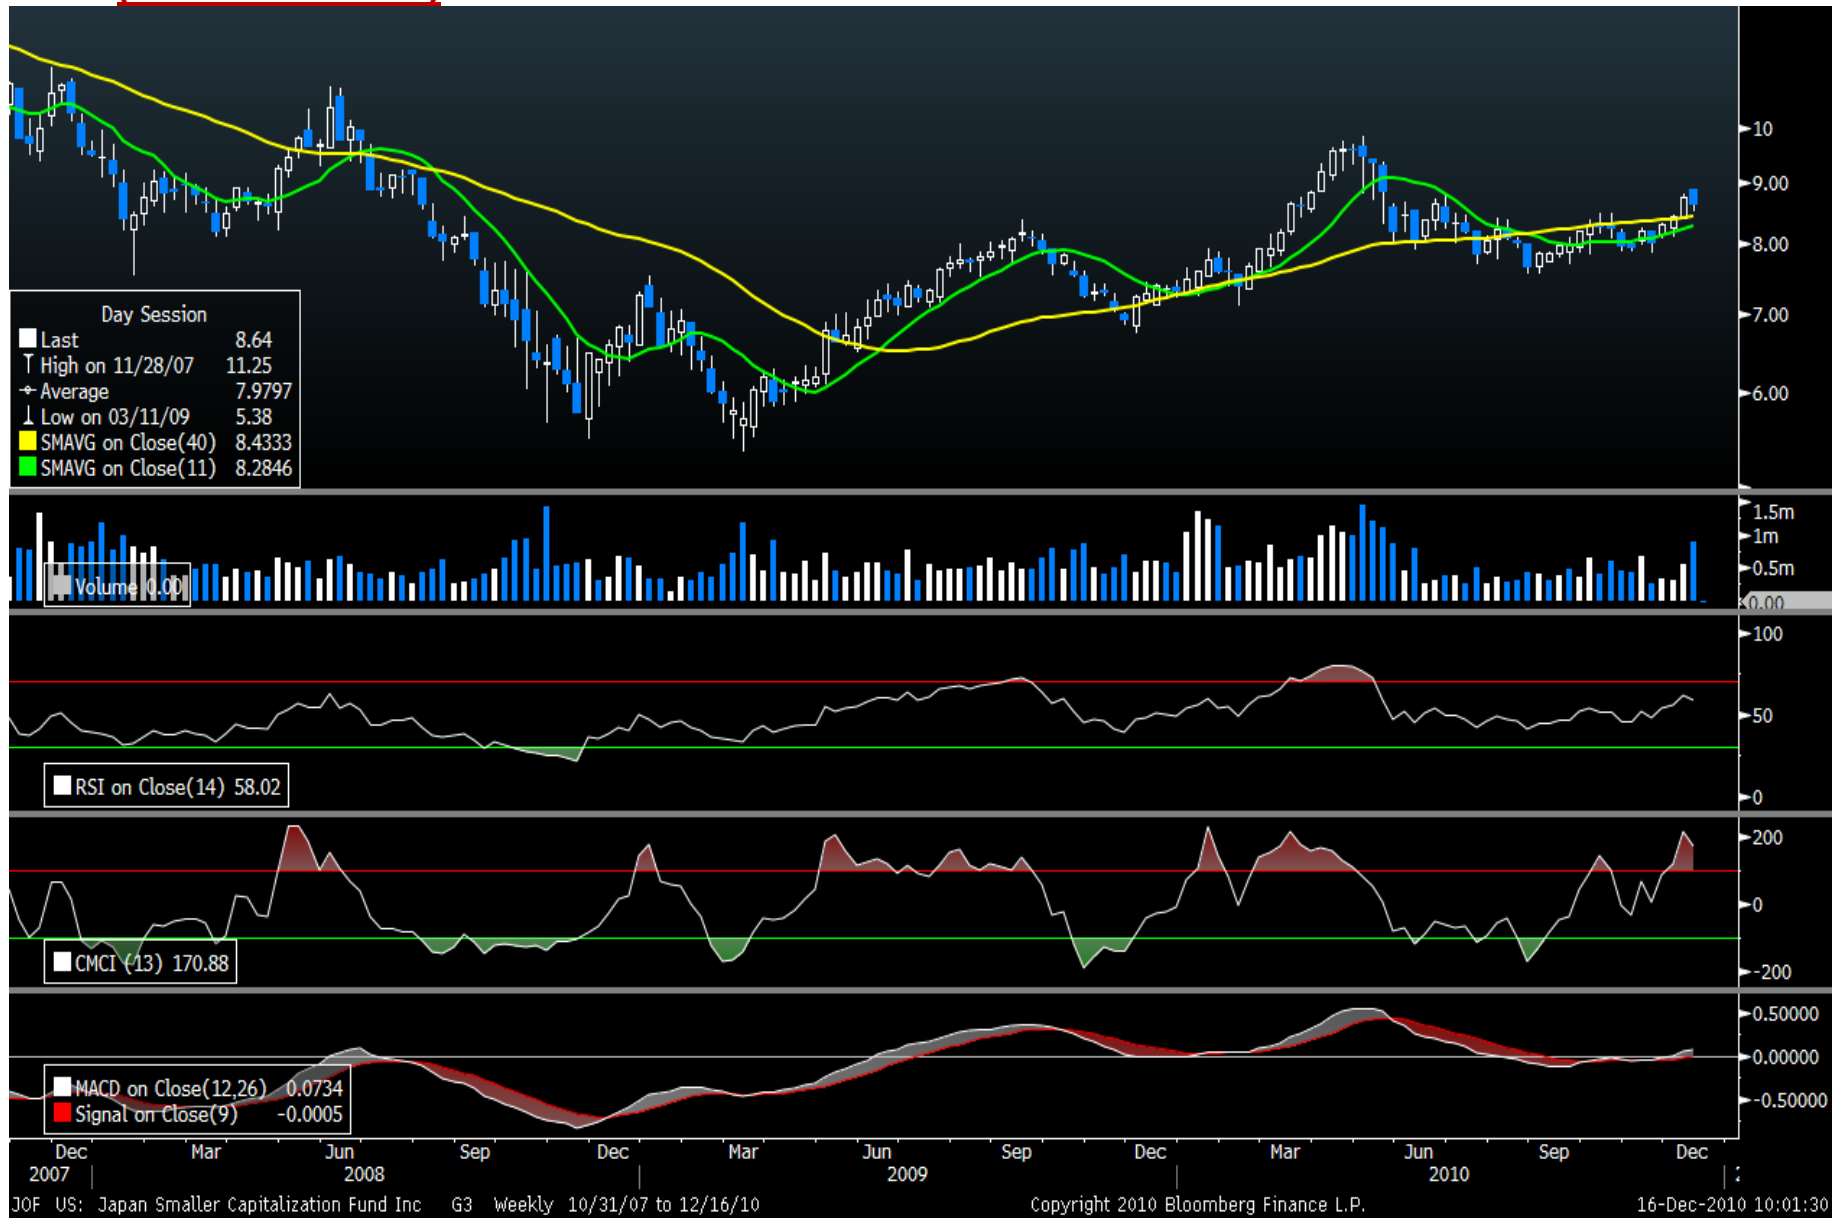 10
9.00
8.00
7.00
6.00
Day Session
Last 8.64
High on 11/28/07 11.25
Average 7.9797
Low on 03/11/09 5.38
SMAVG on Close(40) 8.4333
SMAVG on Close(11) 8.2846
1.5m
1m
0.5m
0.00
Volume 0.00
100
50
0
RSI on Close(14) 58.02
200
0
-200
CMCI (13) 170.88
0.50000
0.00000
-0.50000
MACD on Close(12,26) 0.0734
Signal on Close(9) -0.0005
Dec Mar Jun Sep Dec Mar Jun Sep Dec Mar Jun Sep Dec
2007 2008 2009 2010
JOF US: Japan Smaller Capitalization Fund Inc G3 Weekly 10/31/07 to 12/16/10 Copyright 2010 Bloomberg Finance L.P. 16-Dec-2010 10:01:30